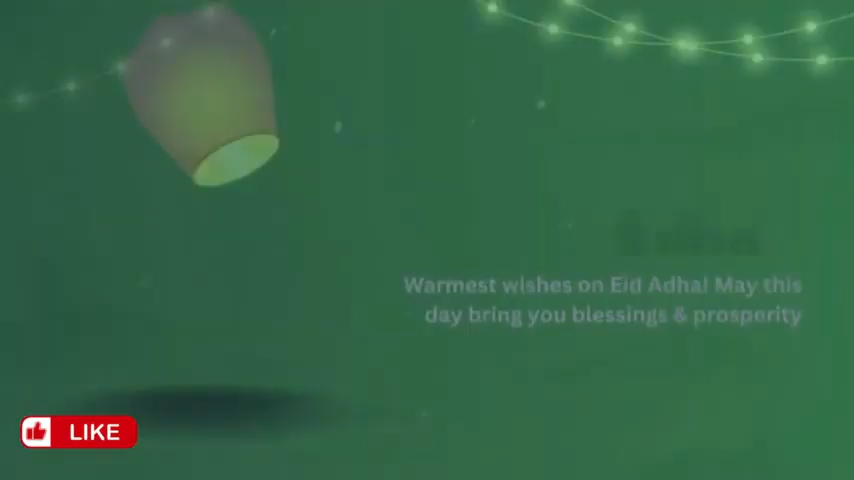 Warmest wishes on Eid Adha! May this
day bring you blessings & prosperity
LIKE